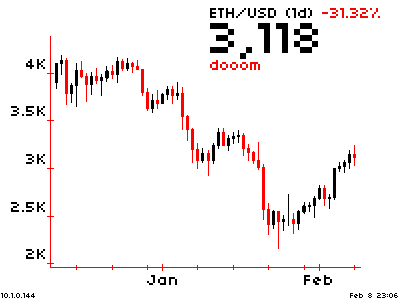 ETH/USD (1d) -31.32%
3,118
dooom
4K
3.5K
3K
2.5K
2K
Jan Feb
10.1.0.144 Feb 8 23:06